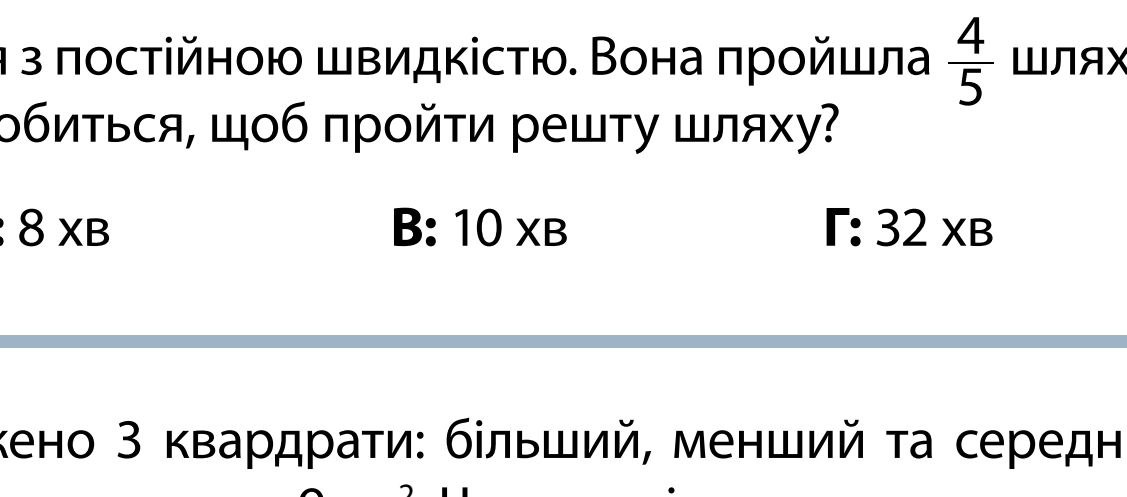 з постійною швидкістю. Вона пройшла 4/5 шлях
обиться, щоб пройти решту шляху?
: 8 хв В: 10 хв Г: 32 хв
жено 3 квардрати: більший, менший та середн